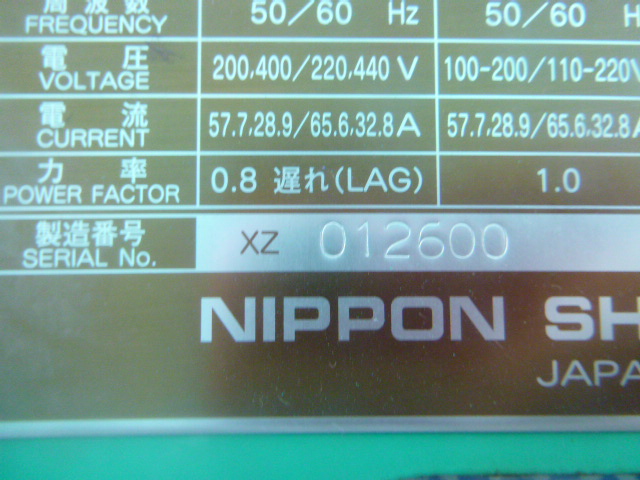 周波数 50/60 Hz 50/60 H
FREQUENCY
電圧 200,400/220,440 V 100-200/110-220V
VOLTAGE
電流 57.7,28.9/65.6,32.8A 57.7,28.9/65.6,32.8A
CURRENT
力率 0.8 遅れ(LAG) 1.0
POWER FACTOR
製造番号 XZ 012600
SERIAL No.
NIPPON SH
JAPA